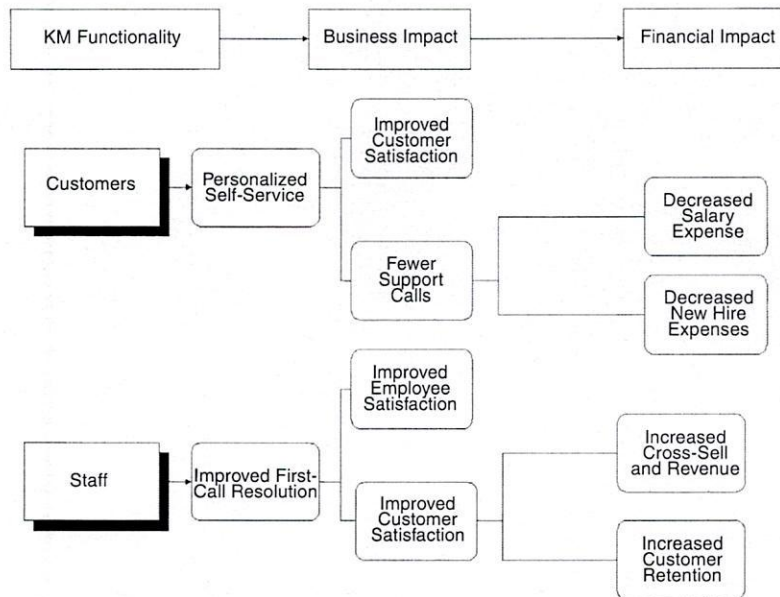 KM Functionality
Business Impact
Financial Impact
Improved
Customer
Satisfaction
Customers
Personalized
Self-Service
Decreased
Salary
Expense
Fewer
Support
Calls
Decreased
New Hire
Expenses
Improved
Employee
Satisfaction
Increased
Cross-Sell
and Revenue
Staff
Improved First-
Call Resolution
Improved
Customer
Satisfaction
Increased
Customer
Retention